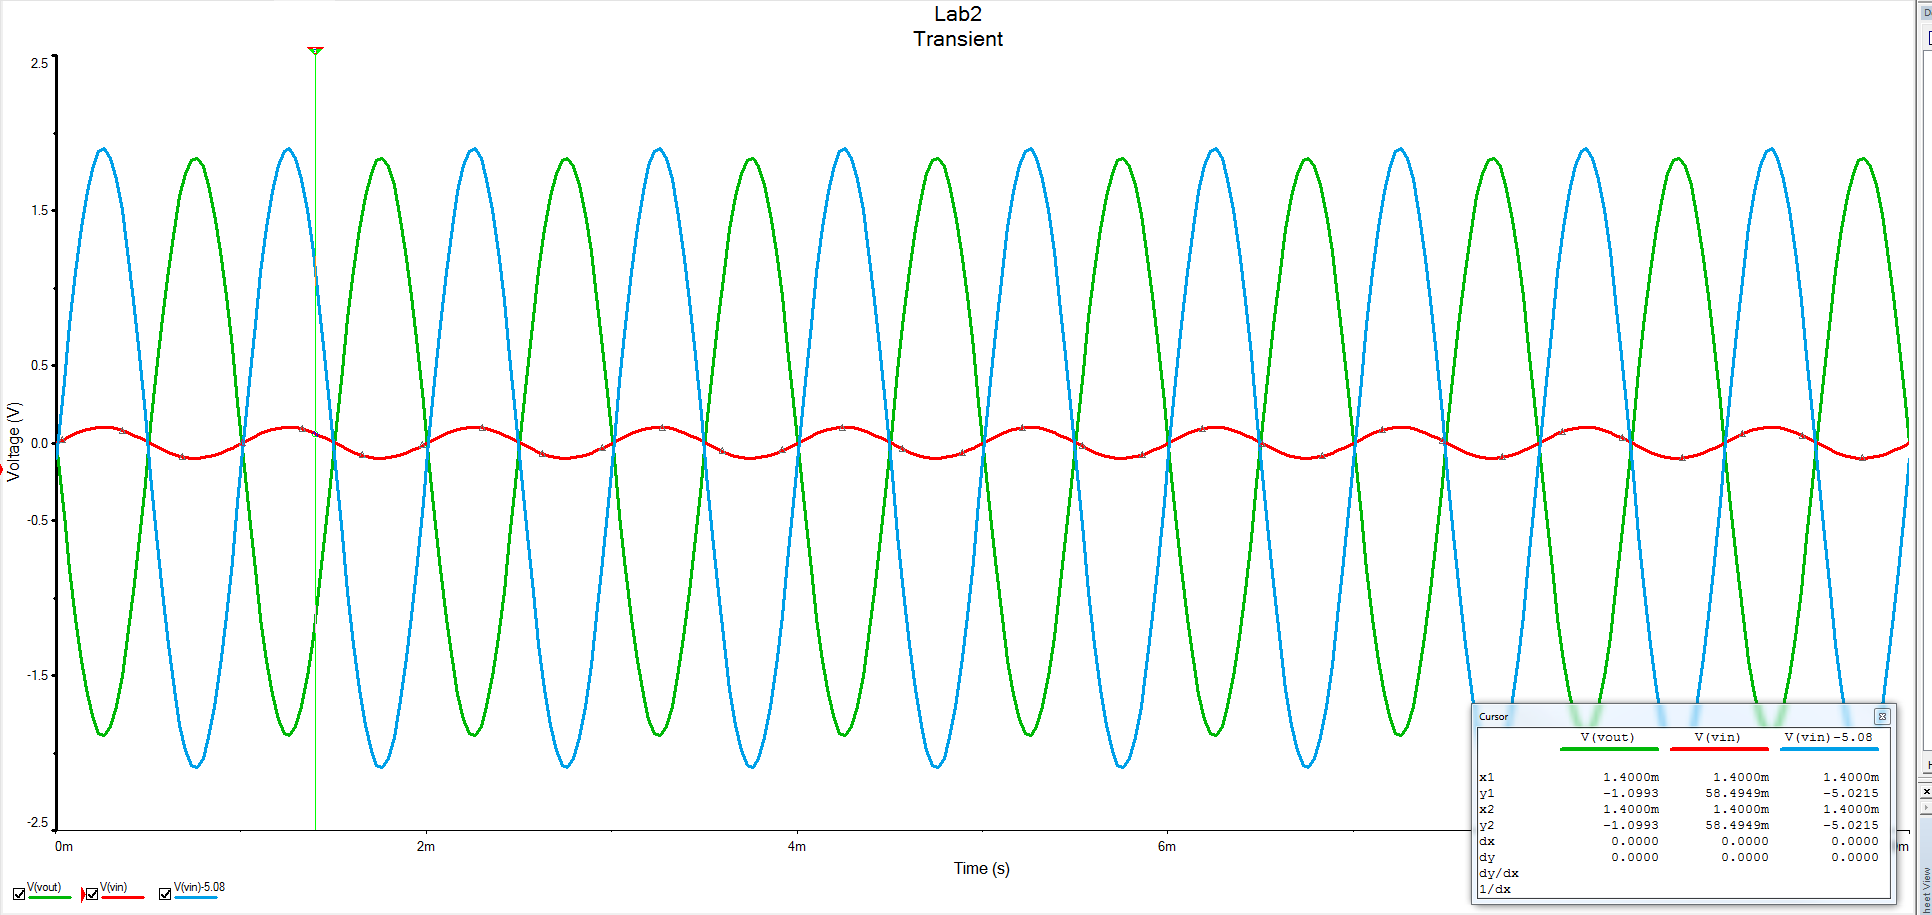 Lab2
Transient
2.5
1.5
0.5
0.0
-0.5
-1.5
-2.5
Voltage (V)
0m
2m
4m
6m
Time (s)
V(vout)
V(vin)
V(vin)-5.08
Cursor
V(vout) V(vin) V(vin)-5.08
x1 1.4000m 1.4000m 1.4000m
y1 -1.0993 58.4949m -5.0215
x2 1.4000m 1.4000m 1.4000m
y2 -1.0993 58.4949m -5.0215
dx 0.0000 0.0000 0.0000
dy 0.0000 0.0000 0.0000
dy/dx
1/dx